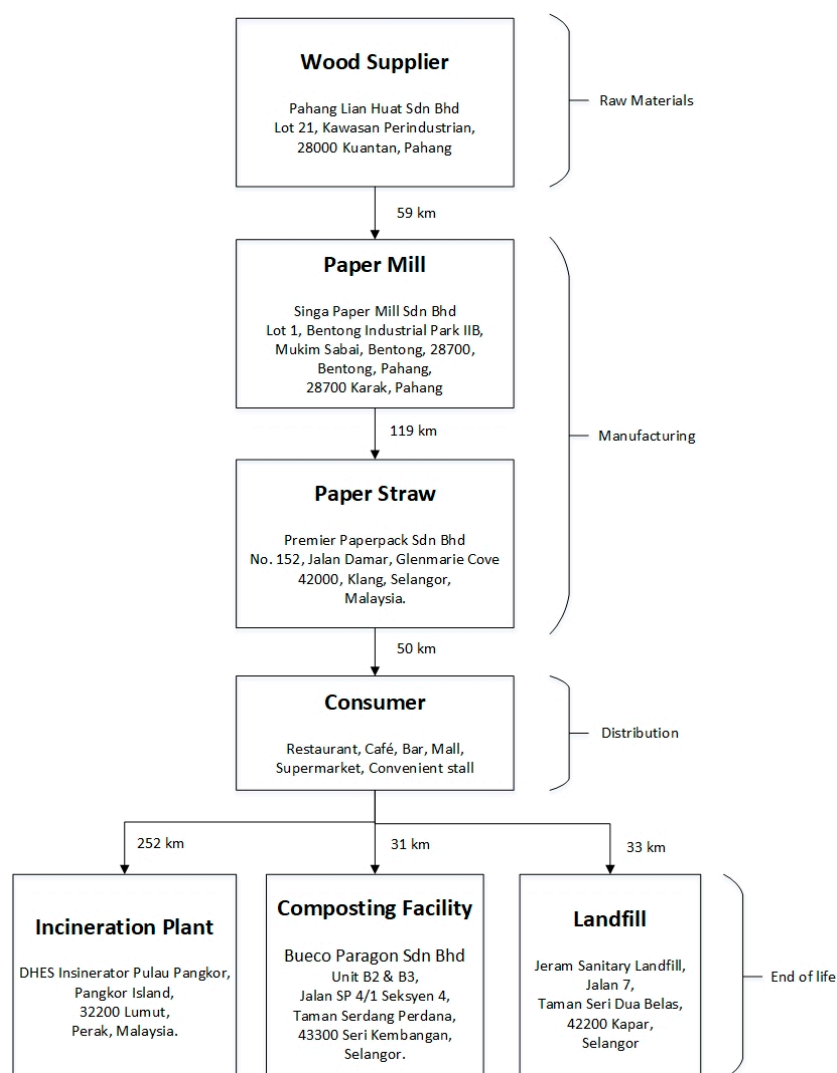 Wood Supplier
Pahang Lian Huat Sdn Bhd
Lot 21, Kawasan Perindustrian,
28000 Kuantan, Pahang
Raw Materials
59 km
Paper Mill
Singa Paper Mill Sdn Bhd
Lot 1, Bentong Industrial Park IIB,
Mukim Sabai, Bentong, 28700,
Bentong, Pahang,
28700 Karak, Pahang
Manufacturing
119 km
Paper Straw
Premier Paperpack Sdn Bhd
No. 152, Jalan Damar, Glenmarie Cove
42000, Klang, Selangor,
Malaysia.
50 km
Consumer
Restaurant, Café, Bar, Mall,
Supermarket, Convenient stall
Distribution
252 km
31 km
33 km
Incineration Plant
DHES Insinerator Pulau Pangkor,
Pangkor Island,
32200 Lumut,
Perak, Malaysia.
Composting Facility
Bueco Paragon Sdn Bhd
Unit B2 & B3,
Jalan SP 4/1 Seksyen 4,
Taman Serdang Perdana,
43300 Seri Kembangan,
Selangor.
Landfill
Jeram Sanitary Landfill,
Jalan 7,
Taman Seri Dua Belas,
42200 Kapar,
Selangor
End of life